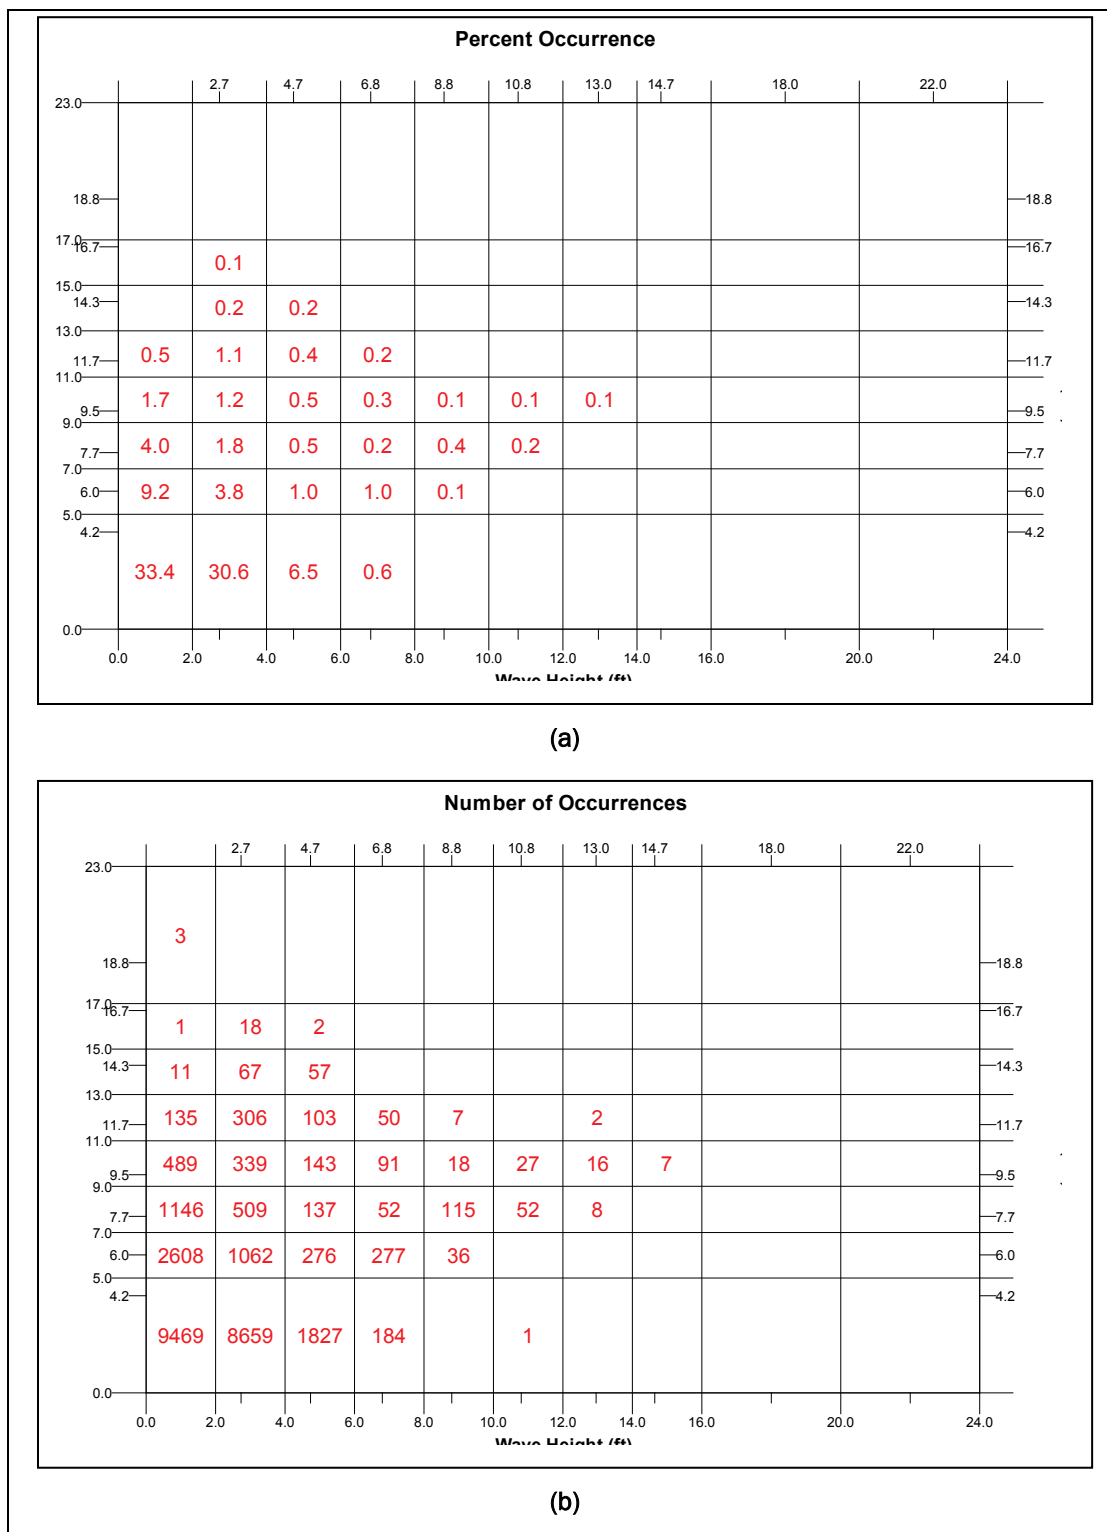 Percent Occurrence
2.7 4.7 6.8 8.8 10.8 13.0 14.7 18.0 22.0
23.0
18.8 18.8
17.0
16.7 16.7
0.1
15.0
14.3 0.2 0.2 14.3
13.0
11.7 0.5 1.1 0.4 0.2 11.7
11.0
1.7 1.2 0.5 0.3 0.1 0.1 0.1
9.5 9.5
9.0
4.0 1.8 0.5 0.2 0.4 0.2
7.7 7.7
7.0
6.0 9.2 3.8 1.0 1.0 0.1 6.0
5.0
4.2 4.2
33.4 30.6 6.5 0.6
0.0
0.0 2.0 4.0 6.0 8.0 10.0 12.0 14.0 16.0 20.0 24.0
Wave Height (ft)
(a)
Number of Occurrences
2.7 4.7 6.8 8.8 10.8 13.0 14.7 18.0 22.0
23.0
3
18.8 18.8
17.0
16.7 16.7
1 18 2
15.0
14.3 11 67 57 14.3
13.0
11.7 135 306 103 50 7 2 11.7
11.0
489 339 143 91 18 27 16 7
9.5 9.5
9.0
7.7 1146 509 137 52 115 52 8 7.7
7.0
6.0 2608 1062 276 277 36 6.0
5.0
4.2 4.2
9469 8659 1827 184 1
0.0
0.0 2.0 4.0 6.0 8.0 10.0 12.0 14.0 16.0 20.0 24.0
Wave Height (ft)
(b)